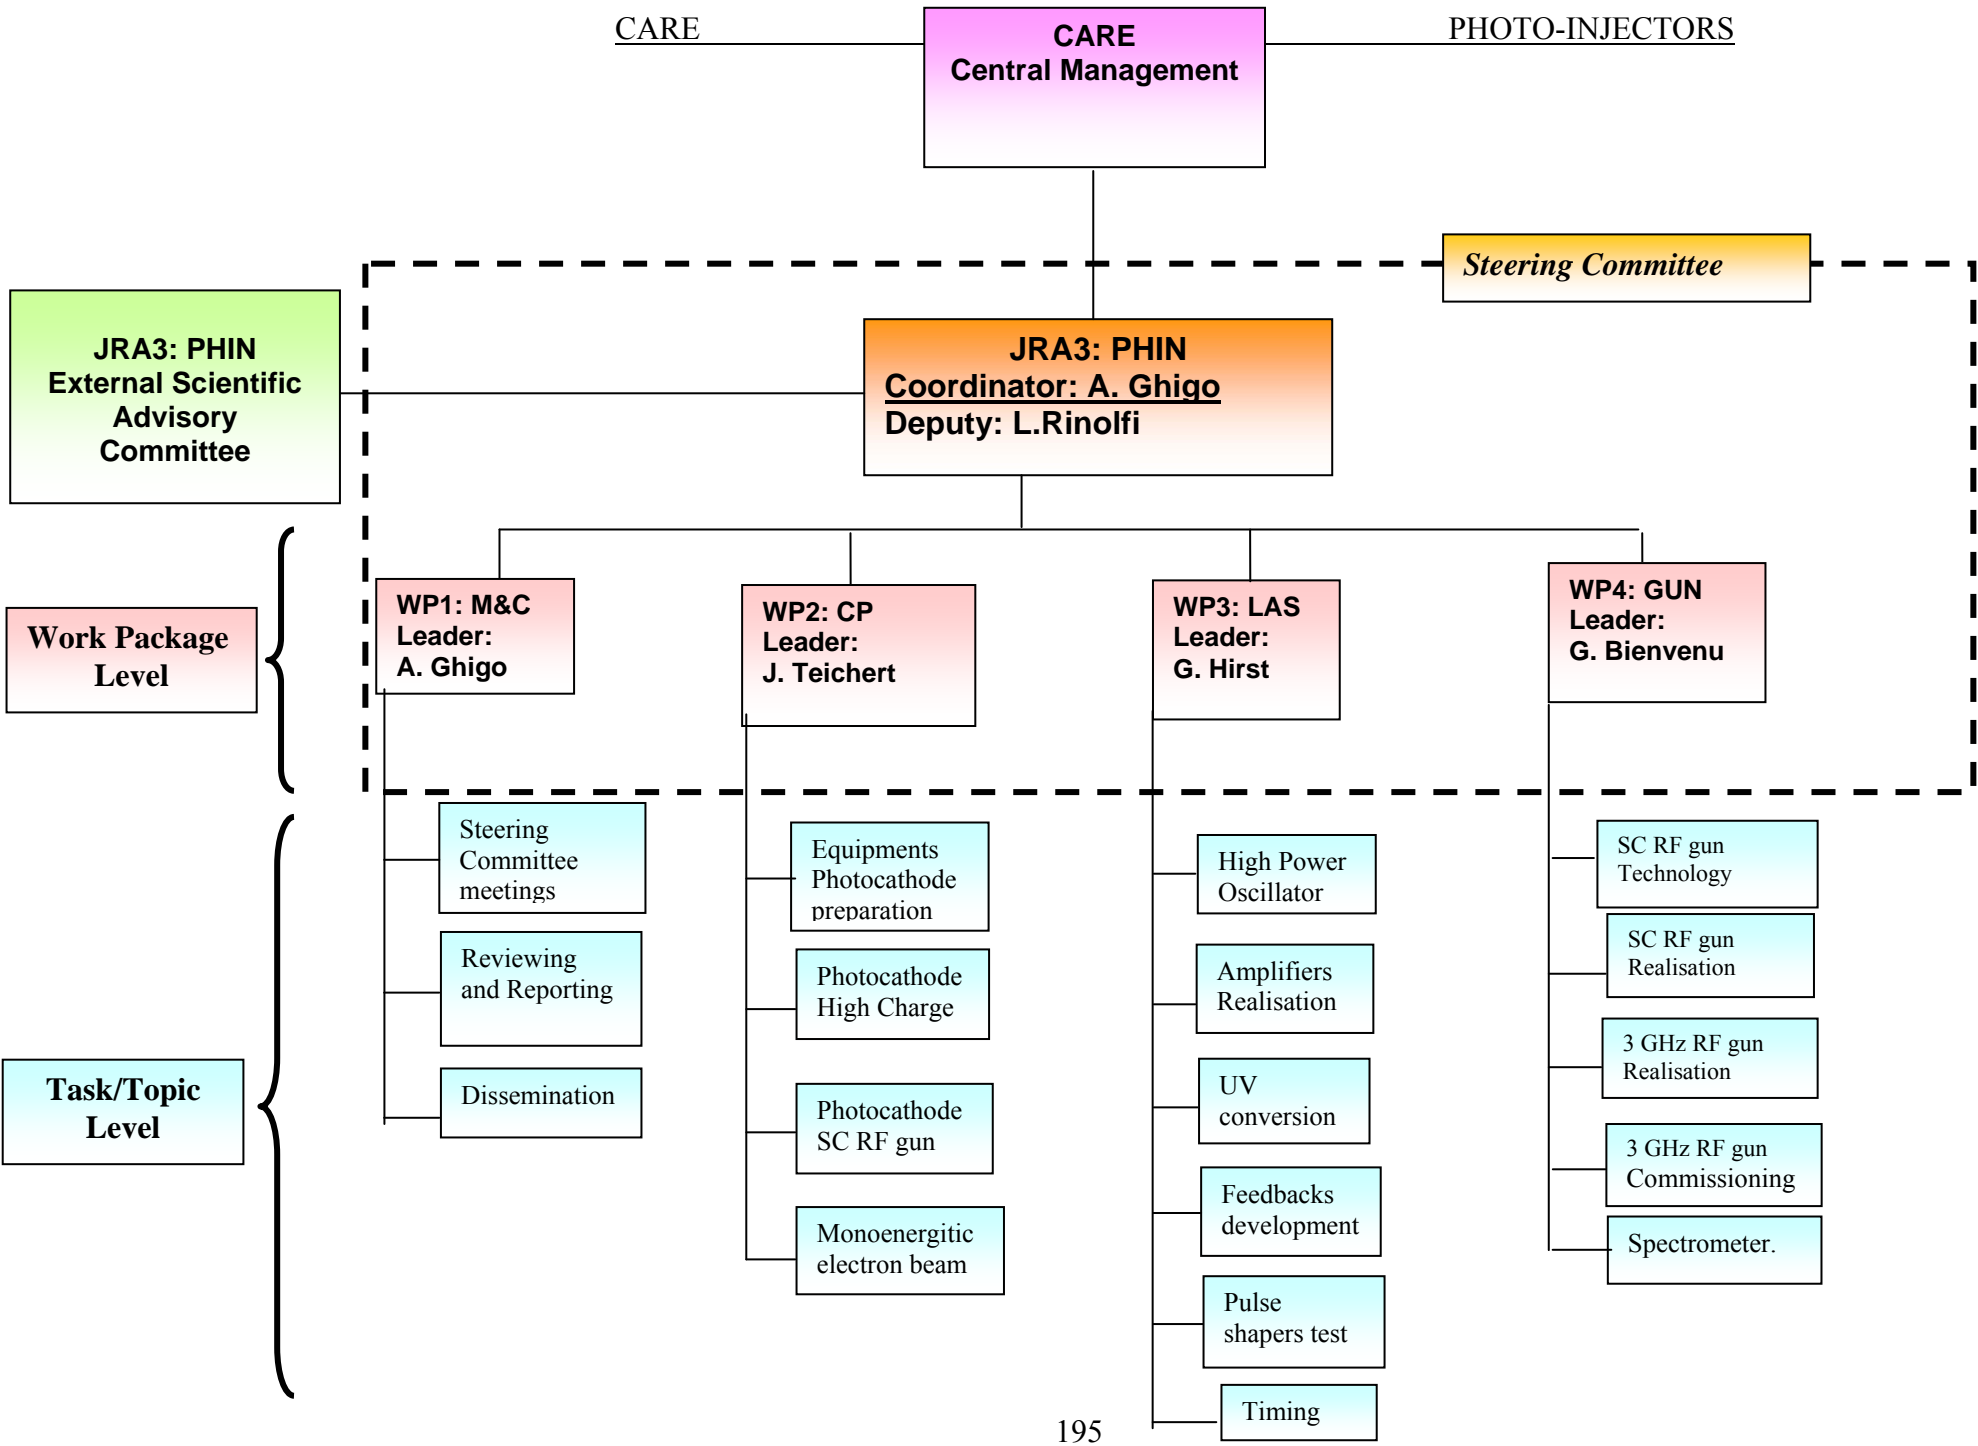 CARE
PHOTO-INJECTORS
CARE
Central Management
Steering Committee
JRA3: PHIN
External Scientific
Advisory
Committee
JRA3: PHIN
Coordinator: A. Ghigo
Deputy: L.Rinolfi
Work Package
Level
WP1: M&C
Leader:
A. Ghigo
WP2: CP
Leader:
J. Teichert
WP3: LAS
Leader:
G. Hirst
WP4: GUN
Leader:
G. Bienvenu
Task/Topic
Level
Steering
Committee
meetings
Reviewing
and Reporting
Dissemination
Equipments
Photocathode
preparation
Photocathode
High Charge
Photocathode
SC RF gun
Monoenergitic
electron beam
High Power
Oscillator
Amplifiers
Realisation
UV
conversion
Feedbacks
development
Pulse
shapers test
Timing
SC RF gun
Technology
SC RF gun
Realisation
3 GHz RF gun
Realisation
3 GHz RF gun
Commissioning
Spectrometer.
195